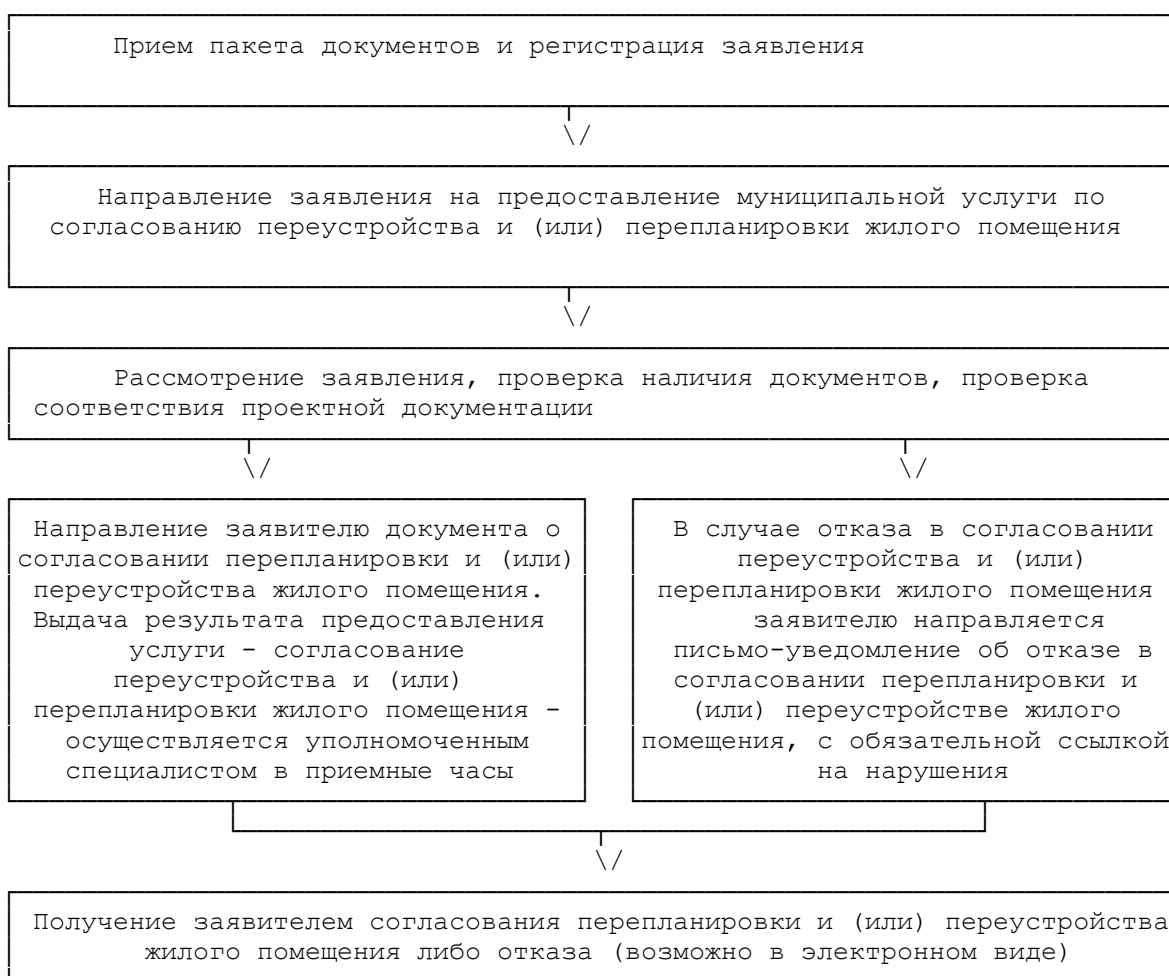 Прием пакета документов и регистрация заявления
\/
Направление заявления на предоставление муниципальной услуги по
согласованию переустройства и (или) перепланировки жилого помещения
\/
Рассмотрение заявления, проверка наличия документов, проверка
соответствия проектной документации
\/ \/
Направление заявителю документа о
согласовании перепланировки и (или)
переустройства жилого помещения.
Выдача результата предоставления
услуги - согласование
переустройства и (или)
перепланировки жилого помещения -
осуществляется уполномоченным
специалистом в приемные часы
В случае отказа в согласовании
переустройства и (или)
перепланировки жилого помещения
заявителю направляется
письмо-уведомление об отказе в
согласовании перепланировки и
(или) переустройстве жилого
помещения, с обязательной ссылкой
на нарушения
\/
Получение заявителем согласования перепланировки и (или) переустройства
жилого помещения либо отказа (возможно в электронном виде)